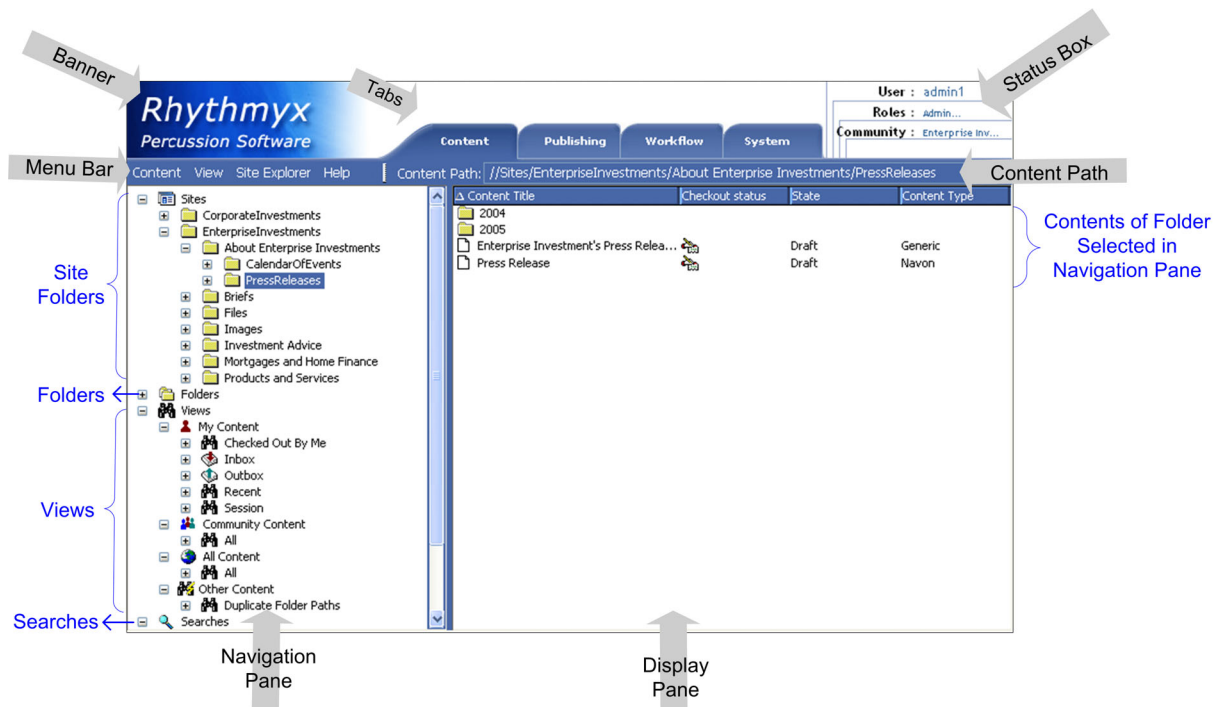 Banner
Tabs
Status Box
Rhythmyx
Percussion Software
Content
Publishing
Workflow
System
User : admin1
Roles : Admin...
Community : Enterprise Inv...
Menu Bar
Content View Site Explorer Help
Content Path: //Sites/EnterpriseInvestments/About Enterprise Investments/PressReleases
Content Path
Sites
CorporateInvestments
EnterpriseInvestments
About Enterprise Investments
CalendarOfEvents
PressReleases
Briefs
Files
Images
Investment Advice
Mortgages and Home Finance
Products and Services
Folders
Views
My Content
Checked Out By Me
Inbox
Outbox
Recent
Session
Community Content
All
All Content
All
Other Content
Duplicate Folder Paths
Searches
Content Title Checkout status State Content Type
2004
2005
Enterprise Investment's Press Relea... Draft Generic
Press Release Draft Navon
Site
Folders
Folders
Views
Searches
Contents of Folder
Selected in
Navigation Pane
Navigation
Pane
Display
Pane